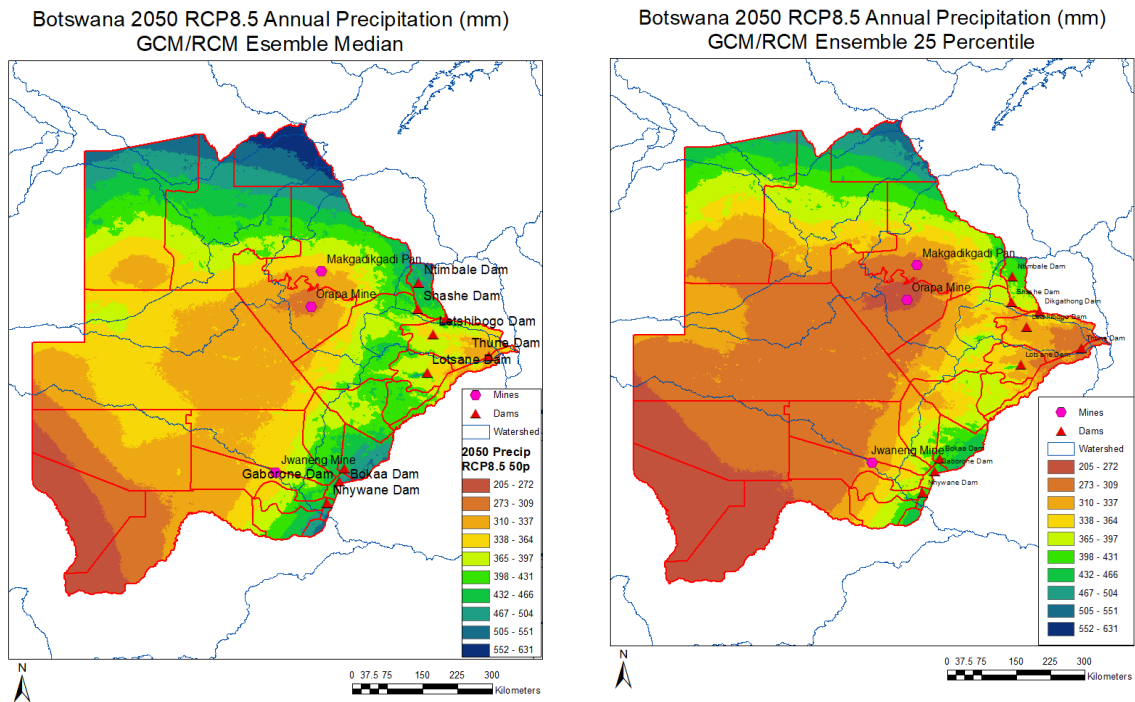 Botswana 2050 RCP8.5 Annual Precipitation (mm)
GCM/RCM Esemble Median
Makgadikgadi Pan
Ntimbale Dam
Orapa Mine
Shashe Dam
Letshibogo Dam
Thune Dam
Lotsane Dam
Jwaneng Mine
Gaborone Dam
Bokaa Dam
Nhywane Dam
Mines
Dams
Watershed
2050 Precip
RCP8.5 50p
205 - 272
273 - 309
310 - 337
338 - 364
365 - 397
398 - 431
432 - 466
467 - 504
505 - 551
552 - 631
N
0 37.5 75 150 225 300
Kilometers
Botswana 2050 RCP8.5 Annual Precipitation (mm)
GCM/RCM Ensemble 25 Percentile
Makgadikgadi Pan
Ntimbale Dam
Orapa Mine
Shashe Dam
Dikgathong Dam
Letshibogo Dam
Thune Dam
Lotsane Dam
Jwaneng Mine
Bokaa Dam
Gaborone Dam
Nhywane Dam
Mines
Dams
Watershed
205 - 272
273 - 309
310 - 337
338 - 364
365 - 397
398 - 431
432 - 466
467 - 504
505 - 551
552 - 631
N
0 37.5 75 150 225 300
Kilometers